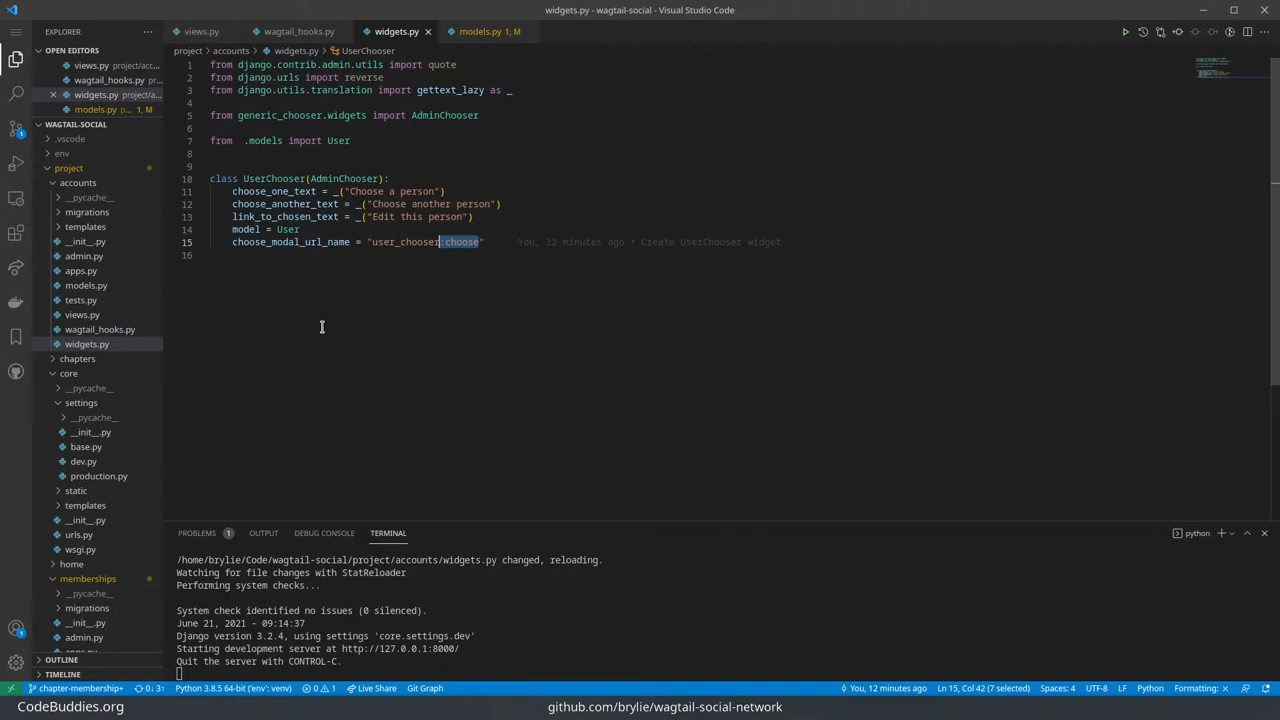 widgets.py - wagtail-social - Visual Studio Code
EXPLORER
views.py
wagtail_hooks.py
widgets.py
models.py 1, M
OPEN EDITORS
views.py project/acc...
wagtail_hooks.py pr...
widgets.py project/a...
models.py p... 1, M
WAGTAIL-SOCIAL
.vscode
env
project
accounts
__pycache__
migrations
templates
__init__.py
admin.py
apps.py
models.py
tests.py
views.py
wagtail_hooks.py
widgets.py
chapters
core
__pycache__
settings
__pycache__
__init__.py
base.py
dev.py
production.py
static
templates
__init__.py
urls.py
wsgi.py
home
memberships
__pycache__
migrations
__init__.py
admin.py
OUTLINE
TIMELINE
project > accounts > widgets.py > UserChooser
1 from django.contrib.admin.utils import quote
2 from django.urls import reverse
3 from django.utils.translation import gettext_lazy as _
4
5 from generic_chooser.widgets import AdminChooser
6
7 from .models import User
8
9
10 class UserChooser(AdminChooser):
11 choose_one_text = _("Choose a person")
12 choose_another_text = _("Choose another person")
13 link_to_chosen_text = _("Edit this person")
14 model = User
15 choose_modal_url_name = "user_chooser:choose" You, 12 minutes ago • Create UserChooser widget
16
PROBLEMS 1 OUTPUT DEBUG CONSOLE TERMINAL
python
/home/brylie/Code/wagtail-social/project/accounts/widgets.py changed, reloading.
Watching for file changes with StatReloader
Performing system checks...
System check identified no issues (0 silenced).
June 21, 2021 - 09:14:37
Django version 3.2.4, using settings 'core.settings.dev'
Starting development server at http://127.0.0.1:8000/
Quit the server with CONTROL-C.
chapter-membership+ 0↓ 3↑ Python 3.8.5 64-bit ('env': venv) 0 1 Live Share Git Graph
You, 12 minutes ago Ln 15, Col 42 (7 selected) Spaces: 4 UTF-8 LF Python Formatting: ×
CodeBuddies.org
github.com/brylie/wagtail-social-network